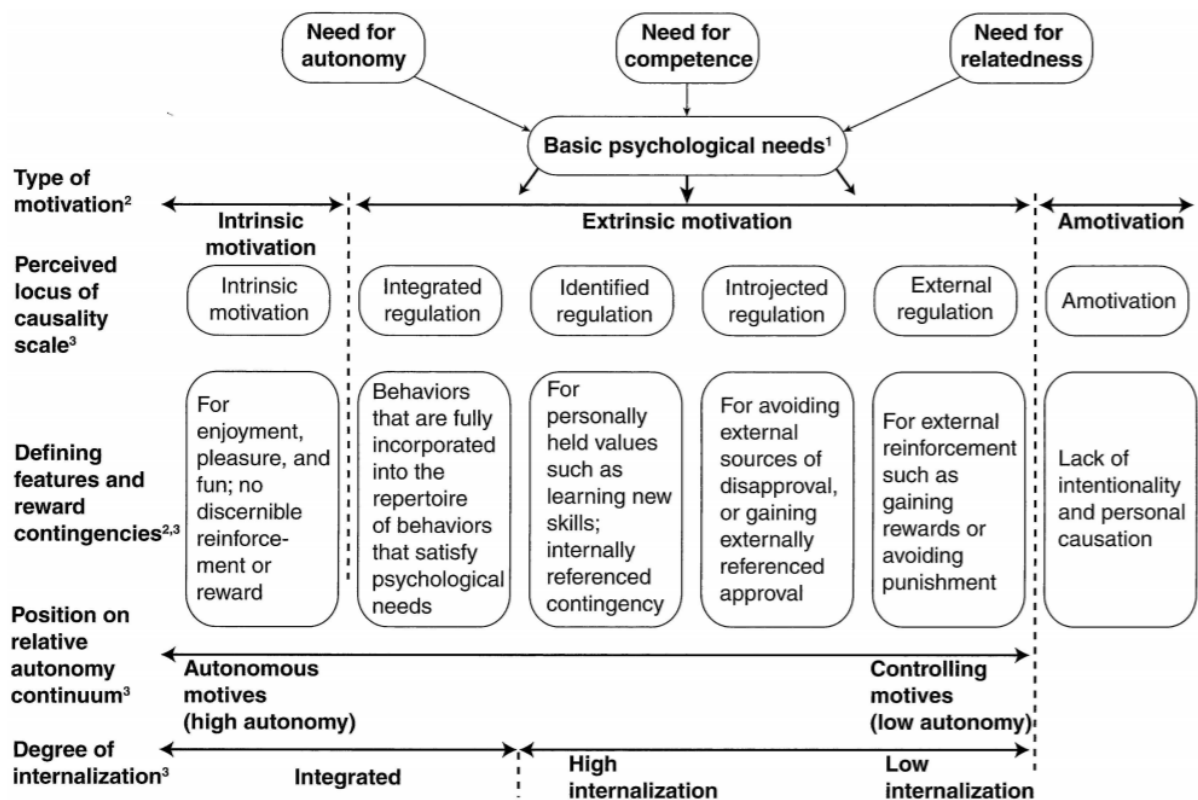 Need for
autonomy
Need for
competence
Need for
relatedness
Basic psychological needs¹
Type of
motivation²
Intrinsic
motivation
Extrinsic motivation
Amotivation
Perceived
locus of
causality
scale³
Intrinsic
motivation
Integrated
regulation
Identified
regulation
Introjected
regulation
External
regulation
Amotivation
Defining
features and
reward
contingencies²,³
For
enjoyment,
pleasure, and
fun; no
discernible
reinforce-
ment or
reward
Behaviors
that are fully
incorporated
into the
repertoire
of behaviors
that satisfy
psychological
needs
For
personally
held values
such as
learning new
skills;
internally
referenced
contingency
For avoiding
external
sources of
disapproval,
or gaining
externally
referenced
approval
For external
reinforcement
such as
gaining
rewards or
avoiding
punishment
Lack of
intentionality
and personal
causation
Position on
relative
autonomy
continuum³
Autonomous
motives
(high autonomy)
Controlling
motives
(low autonomy)
Degree of
internalization³
Integrated
High
internalization
Low
internalization